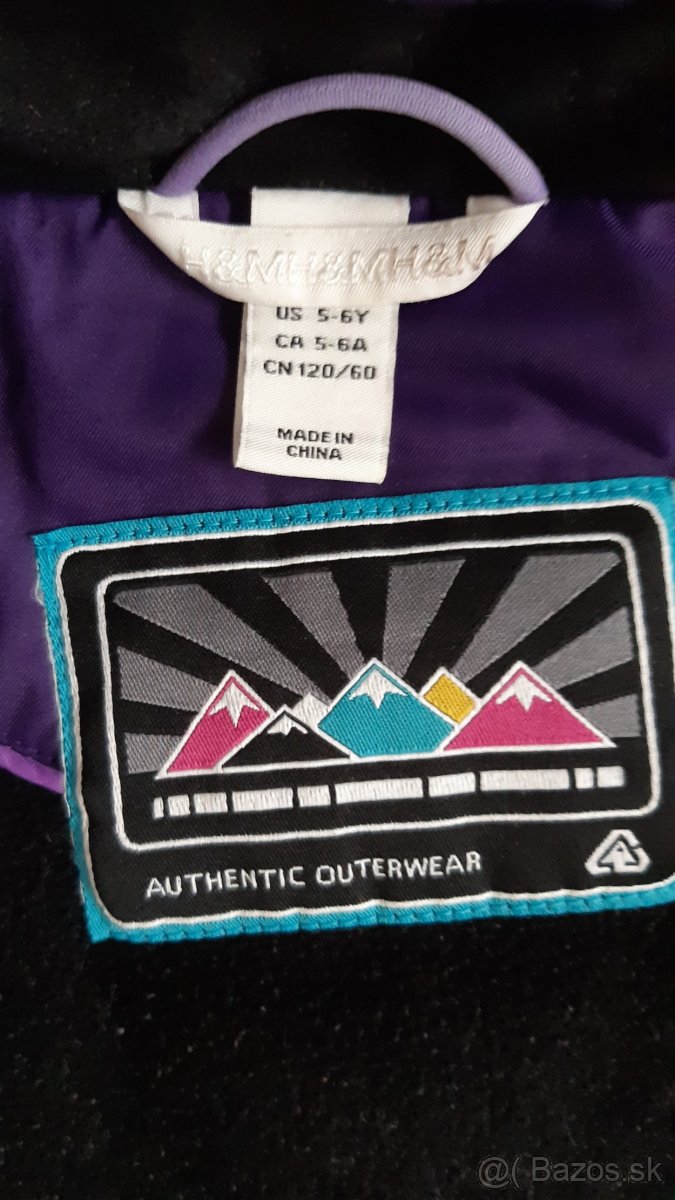 H&MH&MH&M
US 5-6Y
CA 5-6A
CN 120/60
MADE IN
CHINA
AUTHENTIC OUTERWEAR
@( Bazos.sk